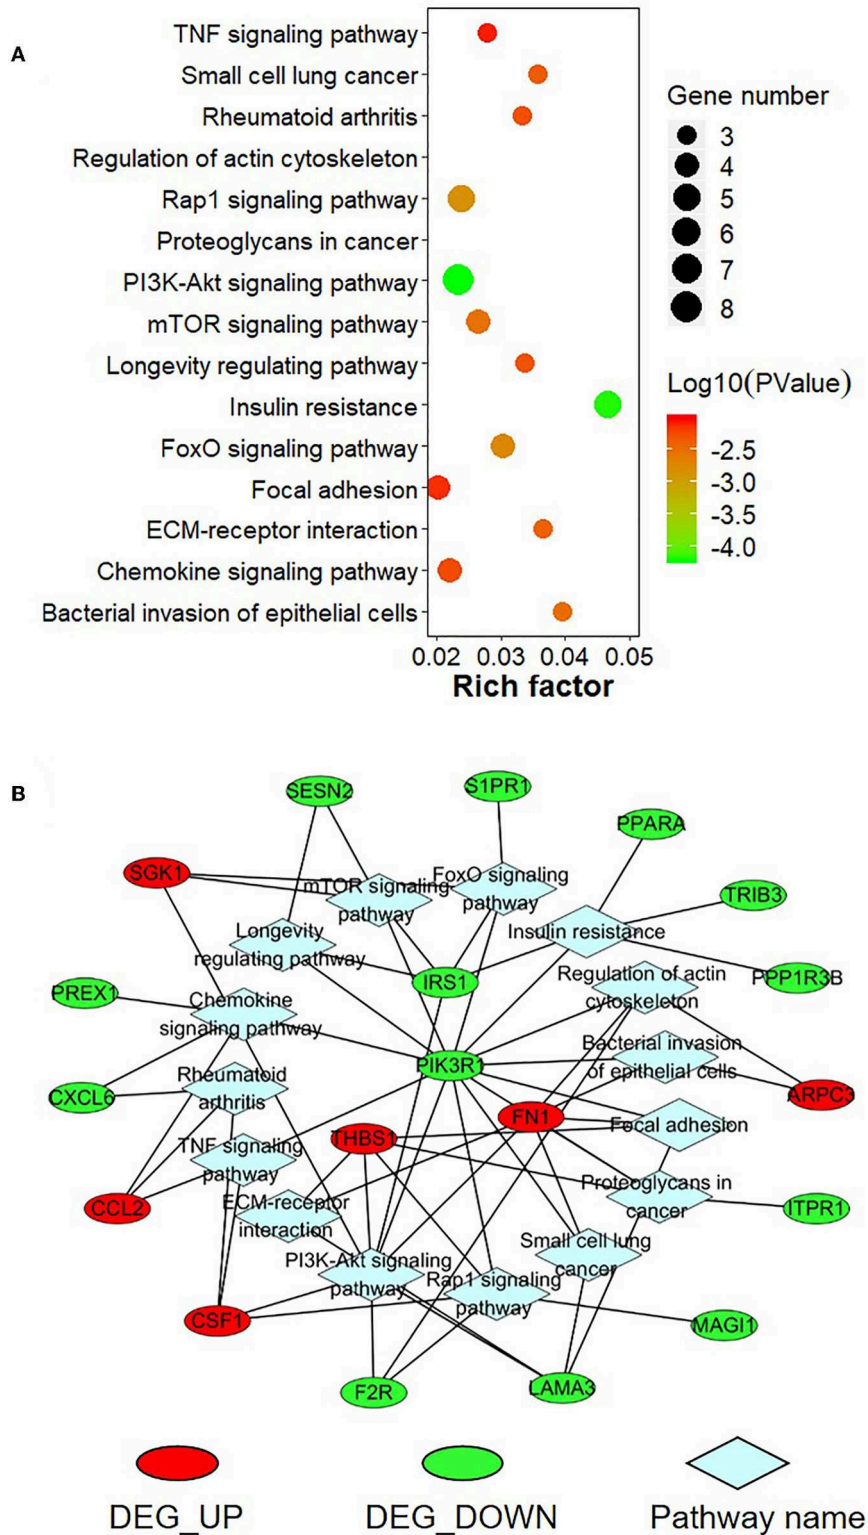 A
TNF signaling pathway
Small cell lung cancer
Rheumatoid arthritis
Regulation of actin cytoskeleton
Rap1 signaling pathway
Proteoglycans in cancer
PI3K-Akt signaling pathway
mTOR signaling pathway
Longevity regulating pathway
Insulin resistance
FoxO signaling pathway
Focal adhesion
ECM-receptor interaction
Chemokine signaling pathway
Bacterial invasion of epithelial cells
0.02 0.03 0.04 0.05
Rich factor
Gene number
3
4
5
6
7
8
Log10(PValue)
-2.5
-3.0
-3.5
-4.0
B
SESN2
S1PR1
PPARA
SGK1
mTOR signaling
pathway
FoxO signaling
pathway
TRIB3
Longevity
regulating pathway
Insulin resistance
IRS1
Regulation of actin
cytoskeleton
PPP1R3B
PREX1
Chemokine
signaling pathway
Bacterial invasion
of epithelial cells
PIK3R1
CXCL6
Rheumatoid
arthritis
ARPC3
FN1
Focal adhesion
THBS1
TNF signaling
pathway
Proteoglycans in
cancer
CCL2
ECM-receptor
interaction
ITPR1
Small cell lung
cancer
PI3K-Akt signaling
pathway
Rap1 signaling
pathway
CSF1
MAGI1
F2R
LAMA3
DEG_UP
DEG_DOWN
Pathway name